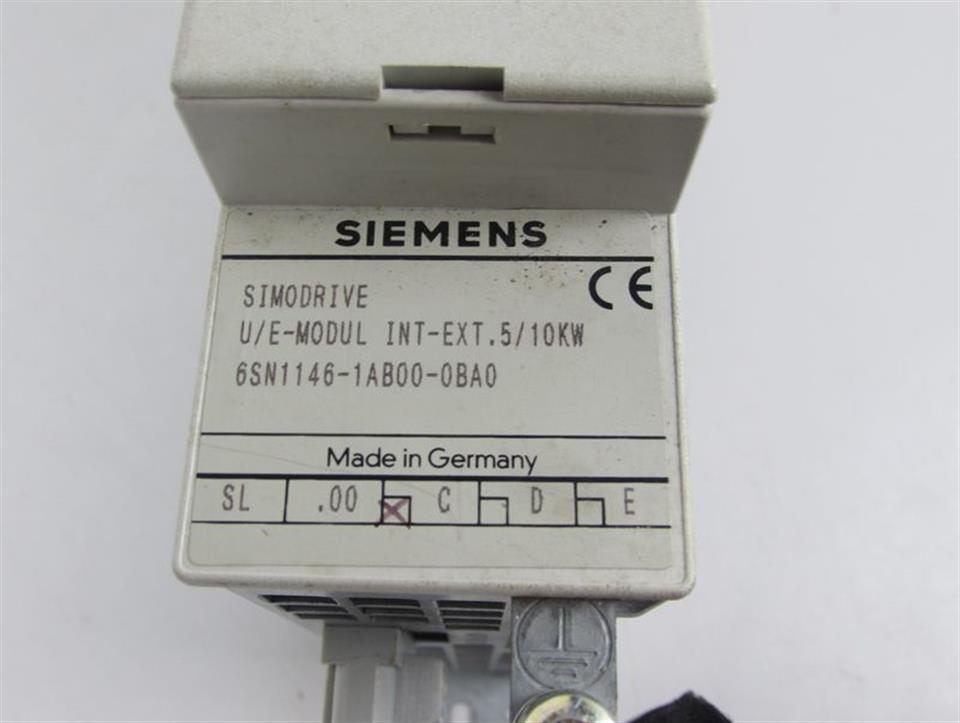 SIEMENS
CE
SIMODRIVE
U/E-MODUL INT-EXT.5/10KW
6SN1146-1AB00-0BA0
Made in Germany
SL .00 C D E